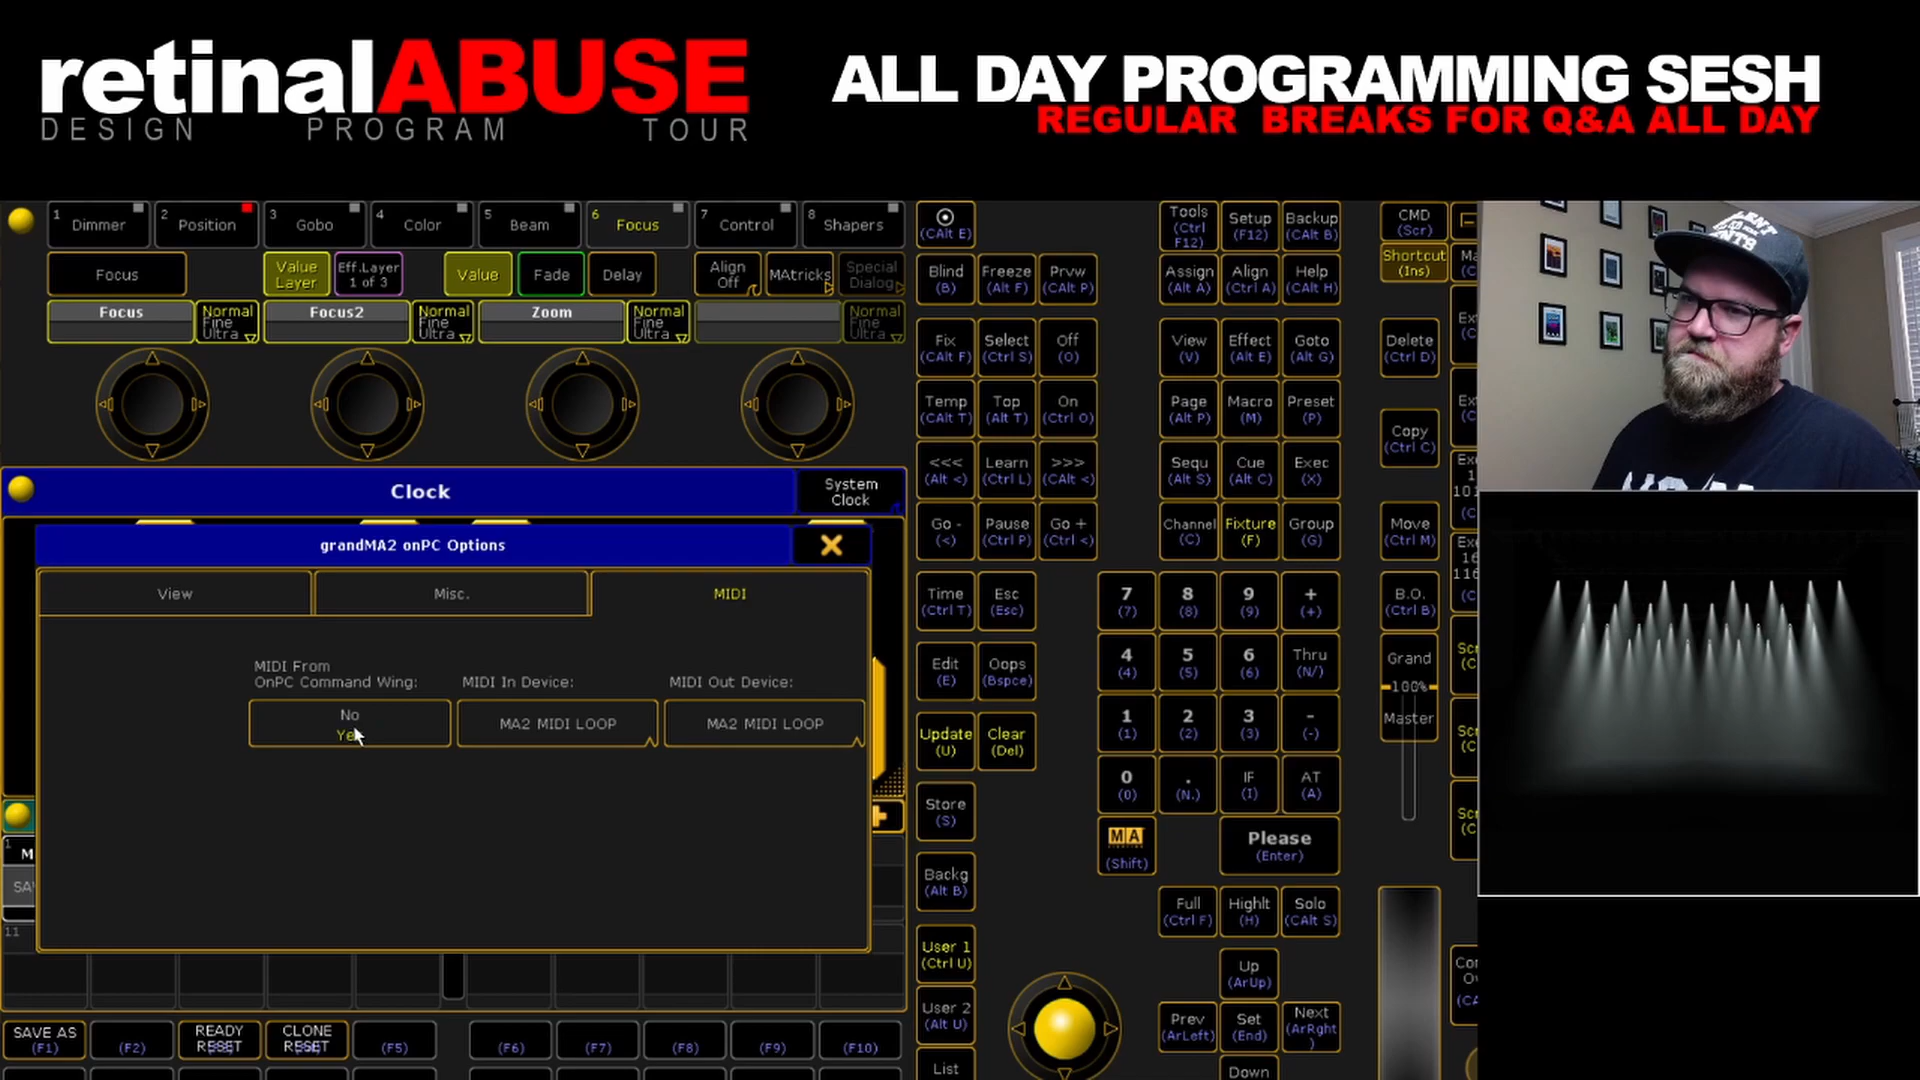 retinalABUSE
DESIGN PROGRAM TOUR
ALL DAY PROGRAMMING SESH
REGULAR BREAKS FOR Q&A ALL DAY
1 Dimmer
2 Position
3 Gobo
4 Color
5 Beam
6 Focus
7 Control
8 Shapers
Focus
Value Layer
Eff.Layer 1 of 3
Value
Fade
Delay
Align Off
MAtricks
Special Dialog
Focus
Normal Fine Ultra
Focus2
Normal Fine Ultra
Zoom
Normal Fine Ultra
Normal Fine Ultra
Clock
System Clock
grandMA2 onPC Options
View
Misc.
MIDI
MIDI From
OnPC Command Wing:
MIDI In Device:
MIDI Out Device:
No
MA2 MIDI LOOP
MA2 MIDI LOOP
1
11
SAVE AS (F1)
(F2)
READY RESET
CLONE RESET
(F5)
(F6)
(F7)
(F8)
(F9)
(F10)
(CAlt E)
Tools (Ctrl F12)
Setup (F12)
Backup (CAlt B)
CMD (Scr)
Blind (B)
Freeze (Alt F)
Prvw (CAlt P)
Assign (Alt A)
Align (Ctrl A)
Help (CAlt H)
Shortcut (Ins)
Fix (CAlt F)
Select (Ctrl S)
Off (O)
View (V)
Effect (Alt E)
Goto (Alt G)
Delete (Ctrl D)
Temp (CAlt T)
Top (Alt T)
On (Ctrl O)
Page (Alt P)
Macro (M)
Preset (P)
Copy (Ctrl C)
<<< (Alt <)
Learn (Ctrl L)
>>> (CAlt <)
Sequ (Alt S)
Cue (Alt C)
Exec (X)
Go - (<)
Pause (Ctrl P)
Go + (Ctrl <)
Channel (C)
Fixture (F)
Group (G)
Move (Ctrl M)
Time (Ctrl T)
Esc (Esc)
7 (7)
8 (8)
9 (9)
+ (+)
B.O. (Ctrl B)
Edit (E)
Oops (Bspce)
4 (4)
5 (5)
6 (6)
Thru (N/)
Grand
100%
Master
Update (U)
Clear (Del)
1 (1)
2 (2)
3 (3)
- (-)
Store (S)
0 (0)
. (N.)
IF (I)
AT (A)
MA (Shift)
Please (Enter)
Backg (Alt B)
Full (Ctrl F)
Highlt (H)
Solo (CAlt S)
User 1 (Ctrl U)
Up (ArUp)
User 2 (Alt U)
Prev (ArLeft)
Set (End)
Next (ArRght)
List
Down